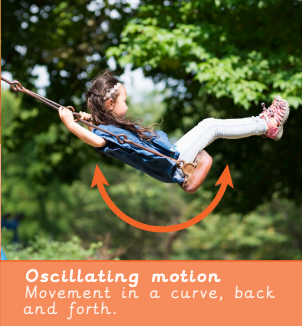 Oscillating motion
Movement in a curve, back
and forth.